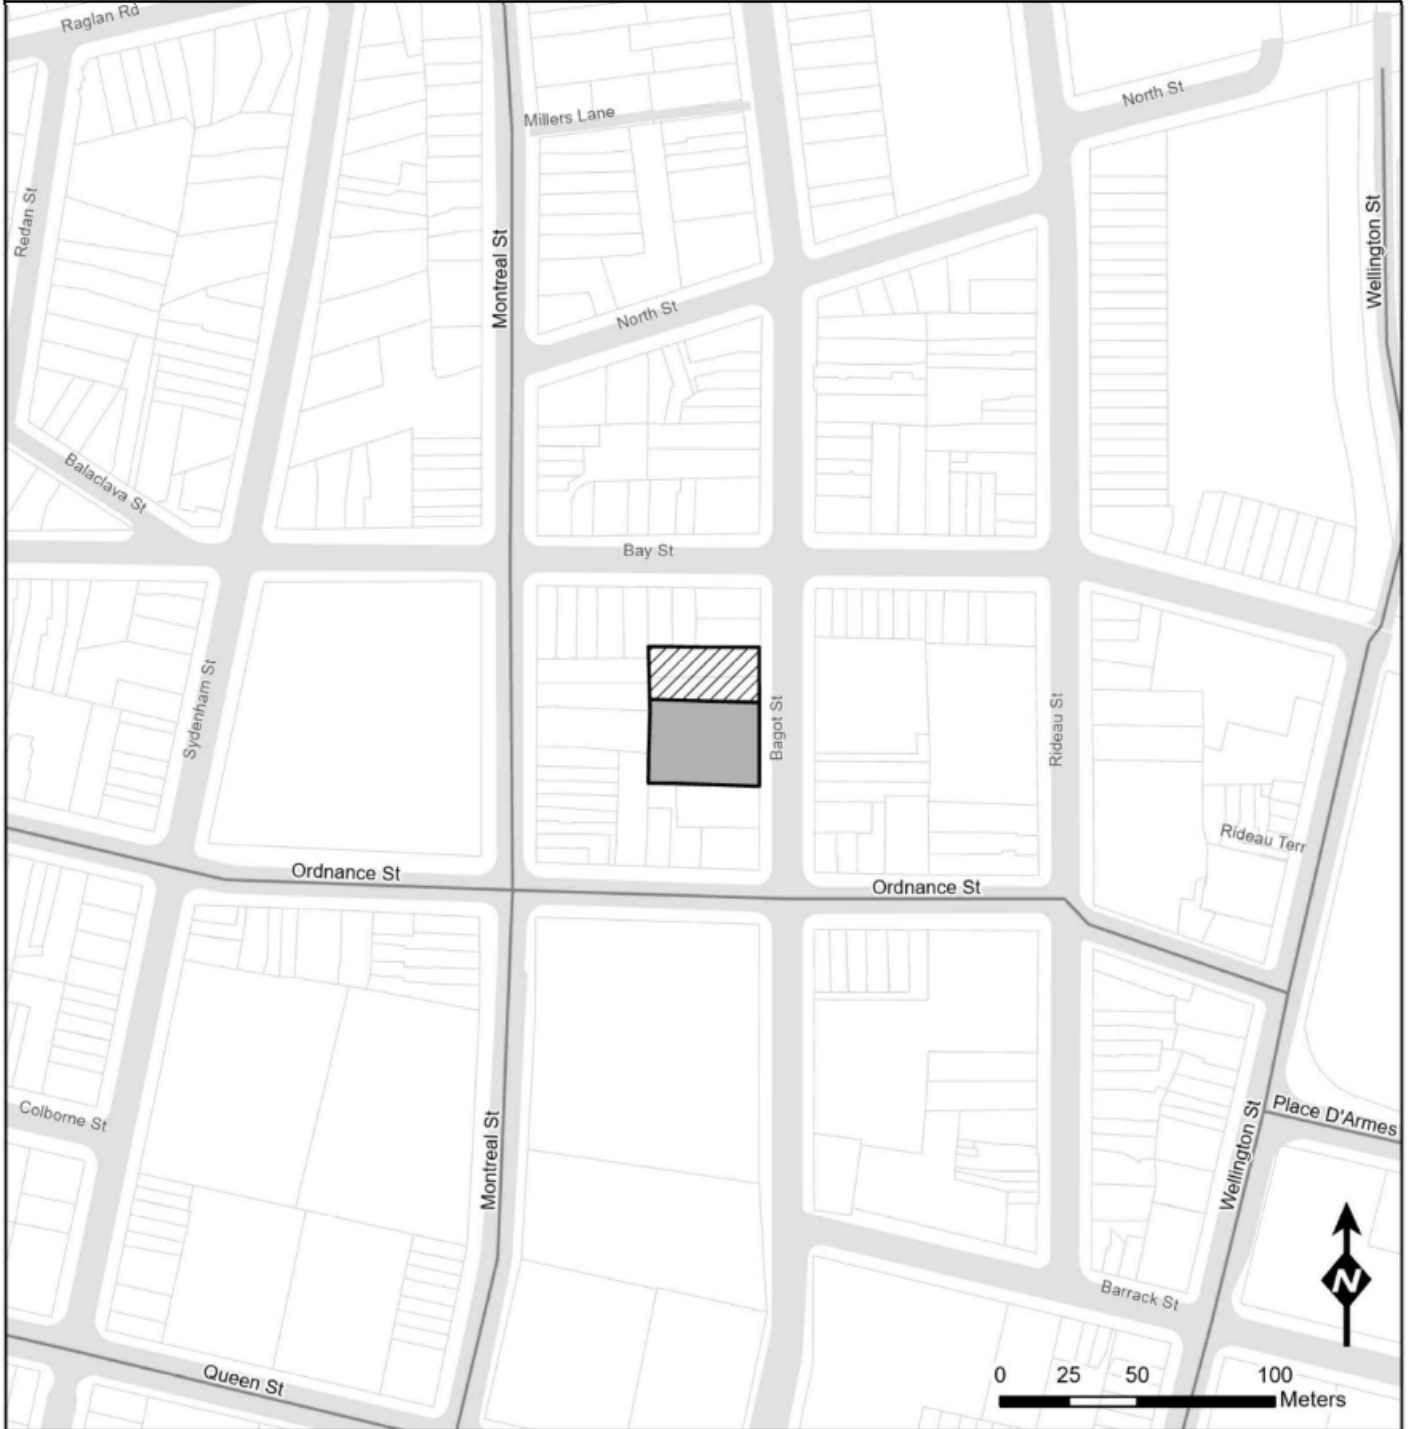 Raglan Rd
North St
Millers Lane
Redan St
Montreal St
Wellington St
North St
Balaclava St
Bay St
Sydenham St
Bagot St
Rideau St
Rideau Terr
Ordnance St
Ordnance St
Colborne St
Montreal St
Wellington St
Place D'Armes
N
Barrack St
Queen St
0 25 50 100
Meters